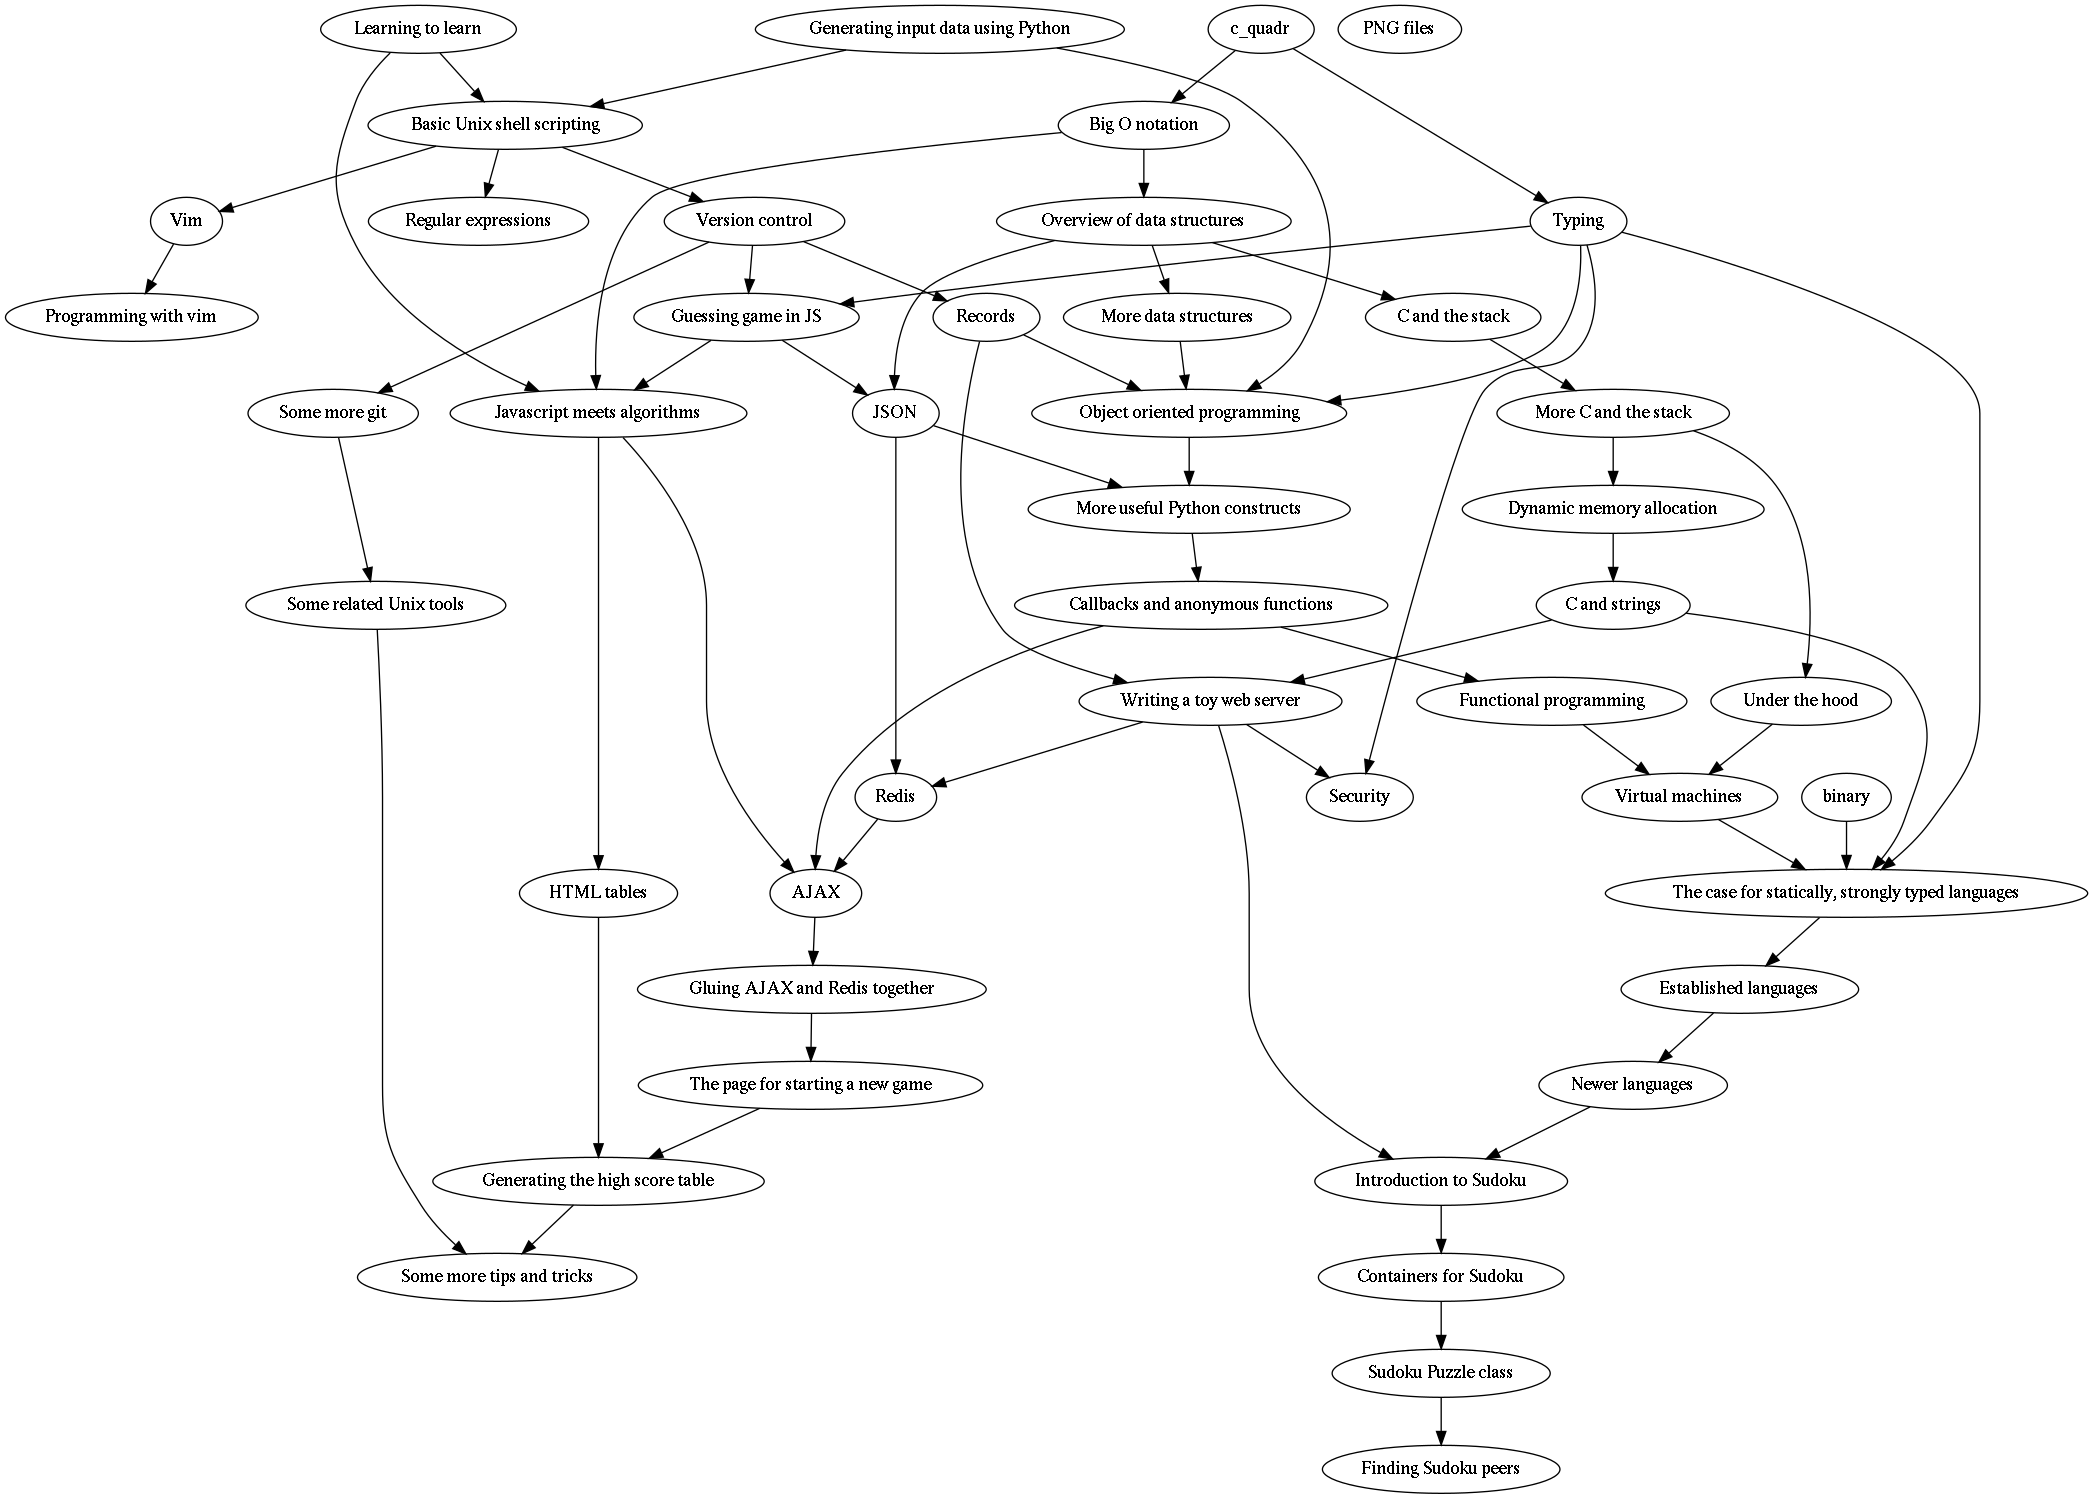 Learning to learn
Generating input data using Python
c_quadr
PNG files
Basic Unix shell scripting
Big O notation
Vim
Regular expressions
Version control
Overview of data structures
Typing
Programming with vim
Guessing game in JS
Records
More data structures
C and the stack
Some more git
Javascript meets algorithms
JSON
Object oriented programming
More C and the stack
More useful Python constructs
Dynamic memory allocation
Some related Unix tools
Callbacks and anonymous functions
C and strings
Writing a toy web server
Functional programming
Under the hood
Redis
Security
Virtual machines
binary
HTML tables
AJAX
The case for statically, strongly typed languages
Gluing AJAX and Redis together
Established languages
The page for starting a new game
Newer languages
Generating the high score table
Introduction to Sudoku
Some more tips and tricks
Containers for Sudoku
Sudoku Puzzle class
Finding Sudoku peers